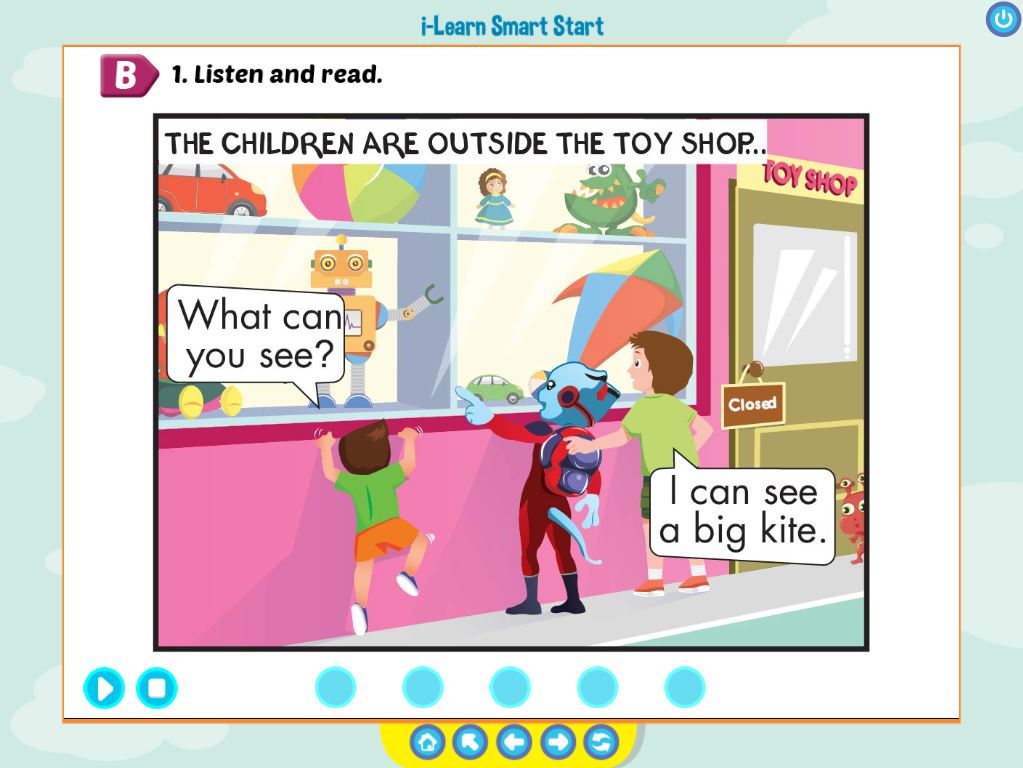 i-Learn Smart Start
B 1. Listen and read.
THE CHILDREN ARE OUTSIDE THE TOY SHOP...
TOY SHOP
What can
you see?
Closed
I can see
a big kite.